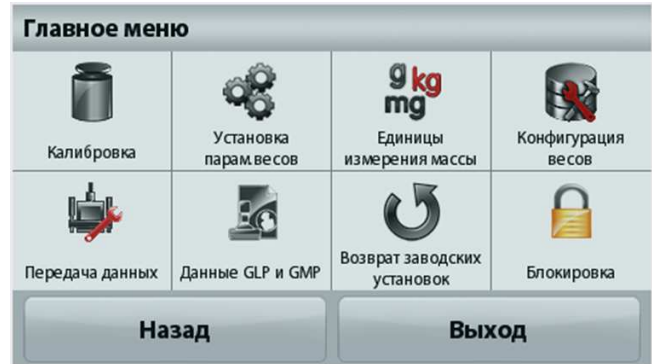 Главное меню
g kg
mg
Калибровка
Установка
парам.весов
Единицы
измерения массы
Конфигурация
весов
Передача данных
Данные GLP и GMP
Возврат заводских
установок
Блокировка
Назад
Выход